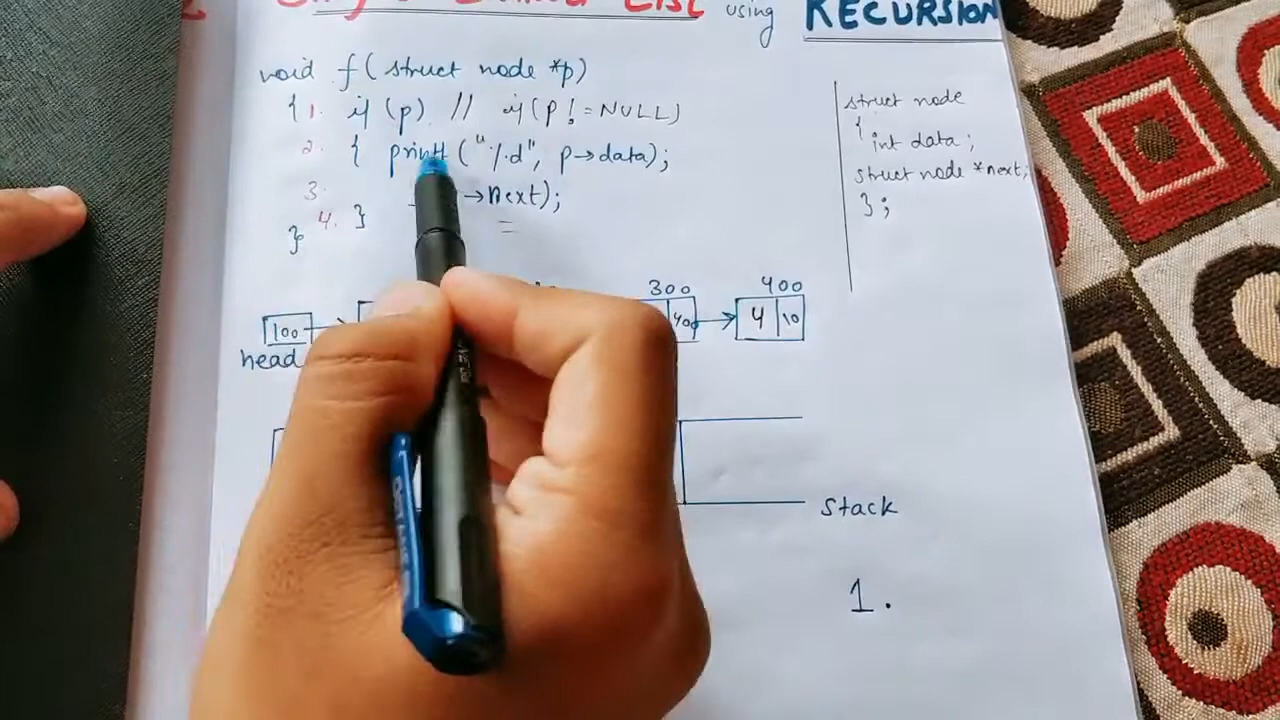 List using RECURSION
void f( struct node *p)
{ 1. if (p) // if (p != NULL)
2. { printf("%d", p→data);
3. →next);
4. }
}
struct node
{ int data;
struct node *next;
};
300 400
100 400 4 10
head
Stack
1.